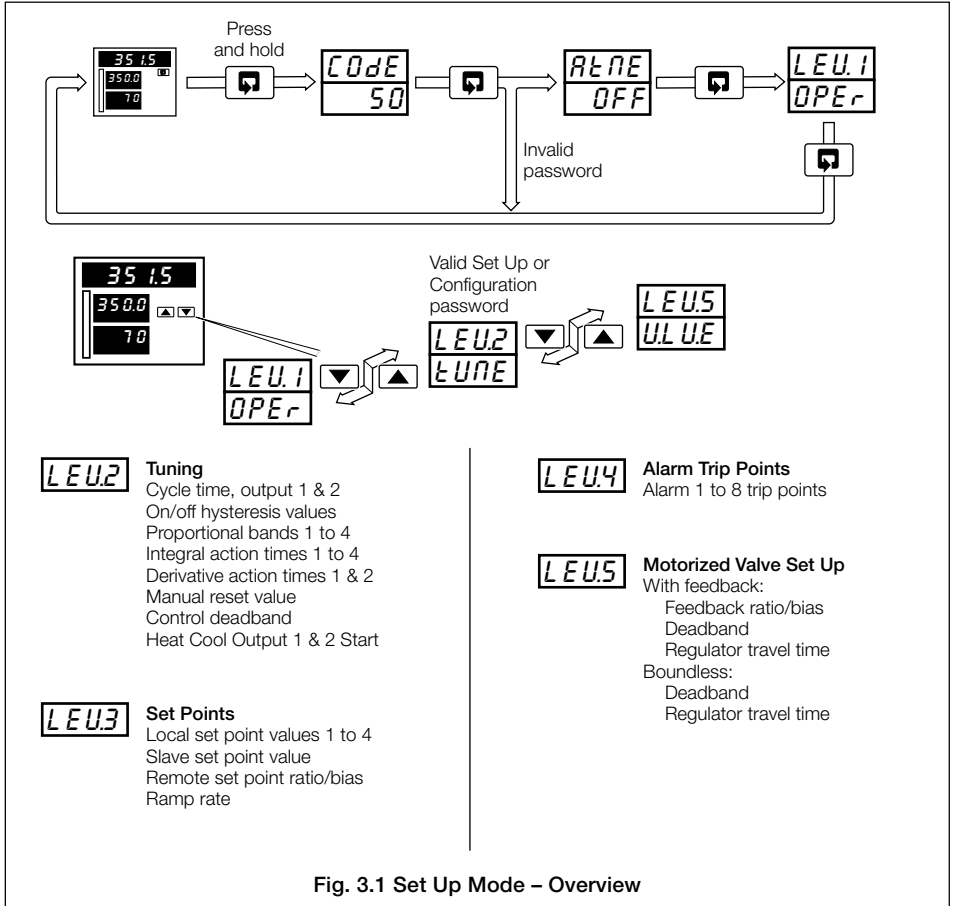 Press
and hold
351.5
350.0
70
COdE
50
AtNE
OFF
LEV.1
OPEr
Invalid
password
351.5
350.0
70
Valid Set Up or
Configuration
password
LEV.1
OPEr
LEV.2
tUNE
LEV.5
V.LV.E
LEV.2
Tuning
Cycle time, output 1 & 2
On/off hysteresis values
Proportional bands 1 to 4
Integral action times 1 to 4
Derivative action times 1 & 2
Manual reset value
Control deadband
Heat Cool Output 1 & 2 Start
LEV.3
Set Points
Local set point values 1 to 4
Slave set point value
Remote set point ratio/bias
Ramp rate
LEV.4
Alarm Trip Points
Alarm 1 to 8 trip points
LEV.5
Motorized Valve Set Up
With feedback:
Feedback ratio/bias
Deadband
Regulator travel time
Boundless:
Deadband
Regulator travel time
Fig. 3.1 Set Up Mode – Overview